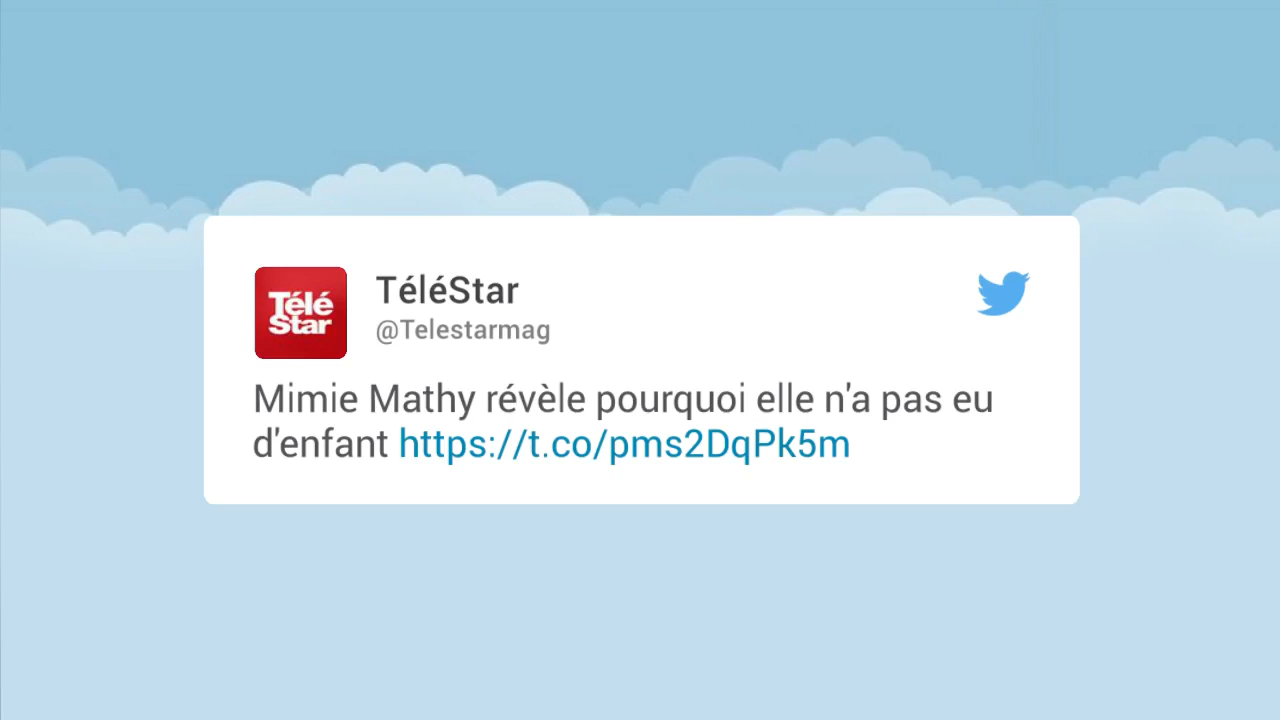 Télé
Star
TéléStar
@Telestarmag
Mimie Mathy révèle pourquoi elle n'a pas eu
d'enfant https://t.co/pms2DqPk5m